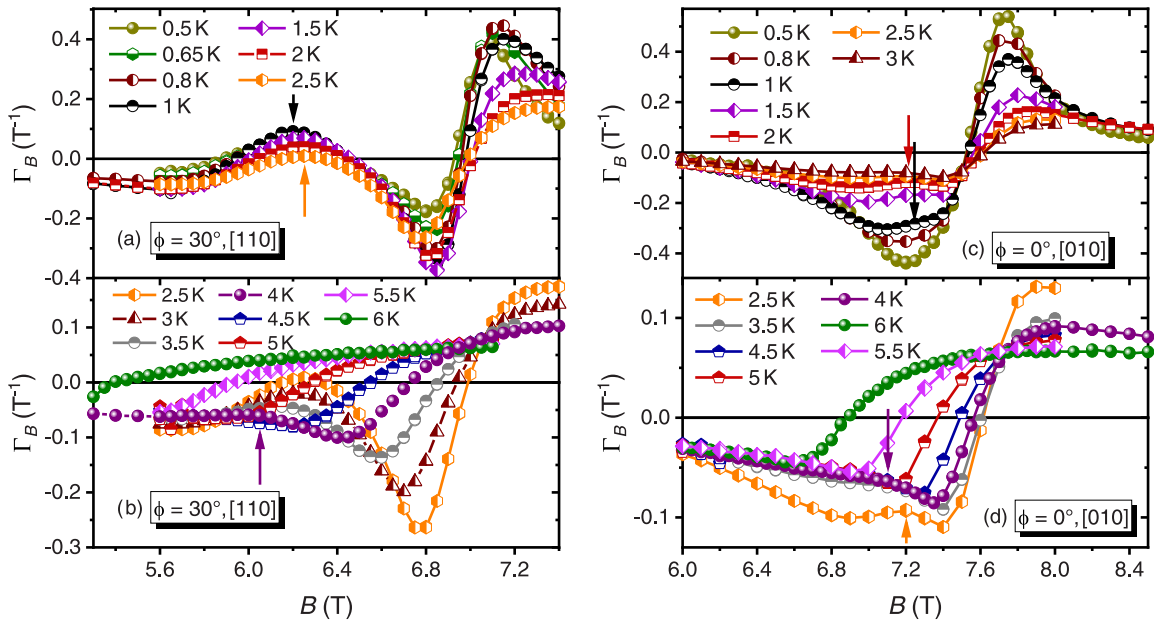 0.5 K
1.5 K
0.65 K
2 K
0.8 K
2.5 K
1 K
0.4
0.2
0.0
-0.2
-0.4
Γ_B (T⁻¹)
(a) ϕ = 30°, [110]
2.5 K
4 K
5.5 K
3 K
4.5 K
6 K
3.5 K
5 K
0.1
0.0
-0.1
-0.2
-0.3
Γ_B (T⁻¹)
(b) ϕ = 30°, [110]
5.6 6.0 6.4 6.8 7.2
B (T)
0.5 K
2.5 K
0.8 K
3 K
1 K
1.5 K
2 K
0.4
0.2
0.0
-0.2
-0.4
Γ_B (T⁻¹)
(c) ϕ = 0°, [010]
2.5 K
4 K
3.5 K
6 K
4.5 K
5.5 K
5 K
0.1
0.0
-0.1
Γ_B (T⁻¹)
(d) ϕ = 0°, [010]
6.0 6.4 6.8 7.2 7.6 8.0 8.4
B (T)